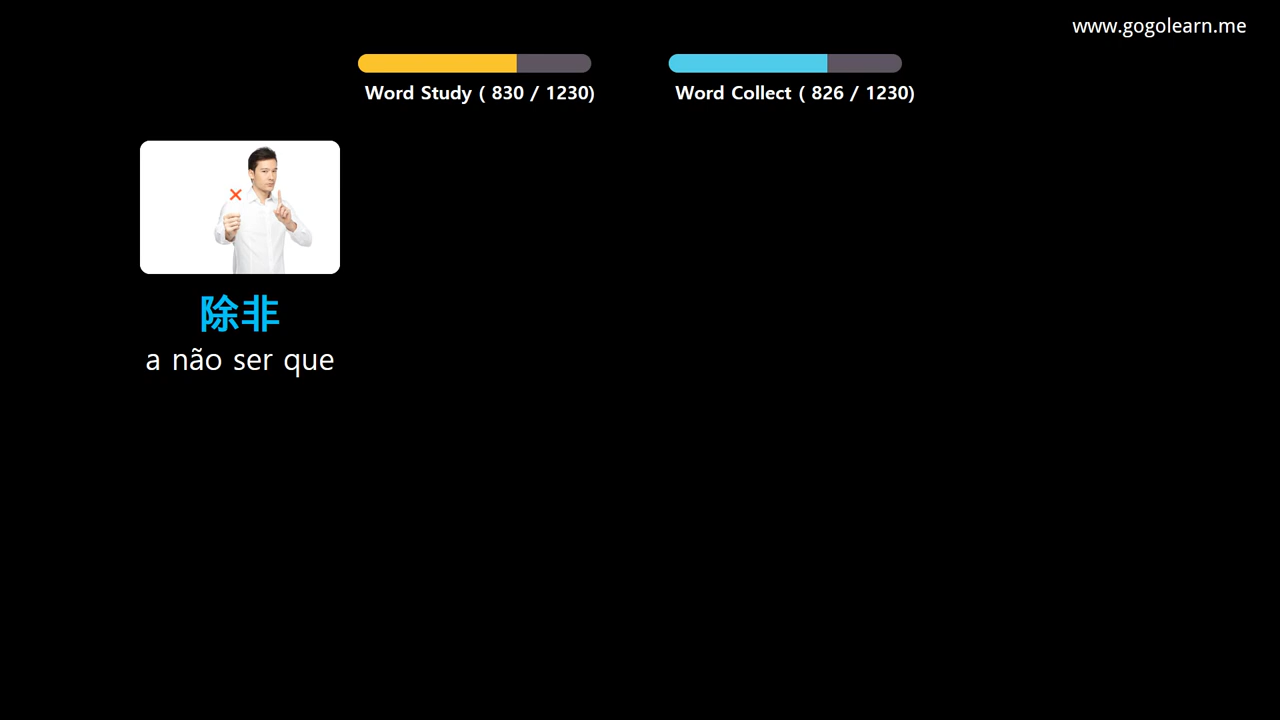 www.gogolearn.me
Word Study ( 830 / 1230)
Word Collect ( 826 / 1230)
除非
a não ser que